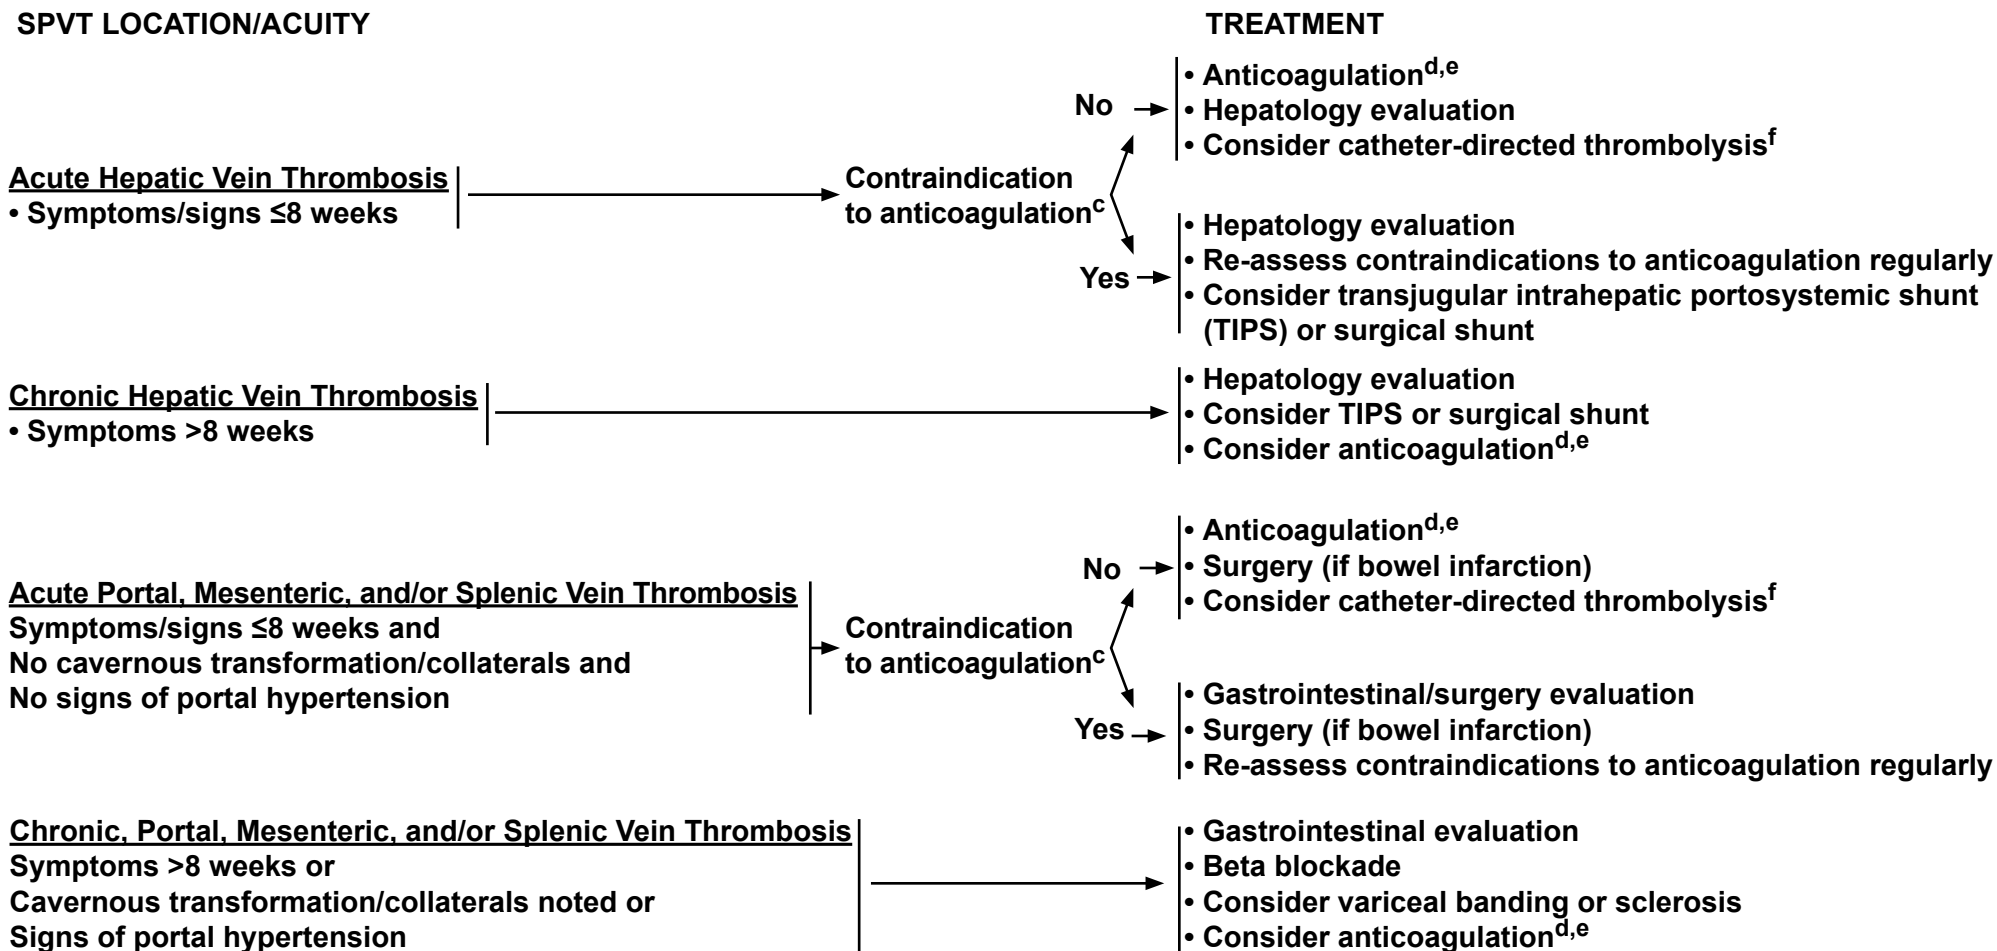 SPVT LOCATION/ACUITY
TREATMENT
Acute Hepatic Vein Thrombosis
• Symptoms/signs ≤8 weeks
Contraindication
to anticoagulationc
No
• Anticoagulationd,e
• Hepatology evaluation
• Consider catheter-directed thrombolysisf
Yes
• Hepatology evaluation
• Re-assess contraindications to anticoagulation regularly
• Consider transjugular intrahepatic portosystemic shunt
(TIPS) or surgical shunt
Chronic Hepatic Vein Thrombosis
• Symptoms >8 weeks
• Hepatology evaluation
• Consider TIPS or surgical shunt
• Consider anticoagulationd,e
Acute Portal, Mesenteric, and/or Splenic Vein Thrombosis
Symptoms/signs ≤8 weeks and
No cavernous transformation/collaterals and
No signs of portal hypertension
Contraindication
to anticoagulationc
No
• Anticoagulationd,e
• Surgery (if bowel infarction)
• Consider catheter-directed thrombolysisf
Yes
• Gastrointestinal/surgery evaluation
• Surgery (if bowel infarction)
• Re-assess contraindications to anticoagulation regularly
Chronic, Portal, Mesenteric, and/or Splenic Vein Thrombosis
Symptoms >8 weeks or
Cavernous transformation/collaterals noted or
Signs of portal hypertension
• Gastrointestinal evaluation
• Beta blockade
• Consider variceal banding or sclerosis
• Consider anticoagulationd,e